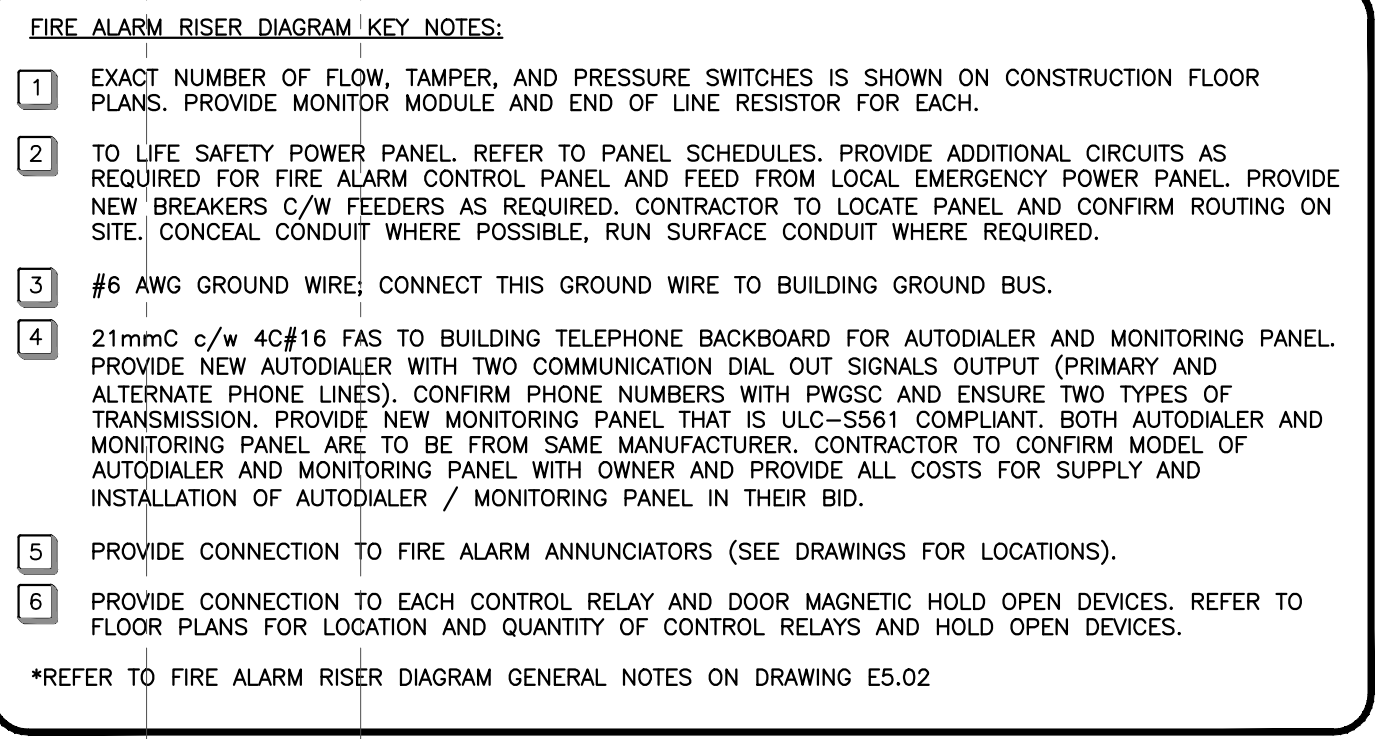 FIRE ALARM RISER DIAGRAM KEY NOTES:
1 EXACT NUMBER OF FLOW, TAMPER, AND PRESSURE SWITCHES IS SHOWN ON CONSTRUCTION FLOOR
PLANS. PROVIDE MONITOR MODULE AND END OF LINE RESISTOR FOR EACH.
2 TO LIFE SAFETY POWER PANEL. REFER TO PANEL SCHEDULES. PROVIDE ADDITIONAL CIRCUITS AS
REQUIRED FOR FIRE ALARM CONTROL PANEL AND FEED FROM LOCAL EMERGENCY POWER PANEL. PROVIDE
NEW BREAKERS C/W FEEDERS AS REQUIRED. CONTRACTOR TO LOCATE PANEL AND CONFIRM ROUTING ON
SITE. CONCEAL CONDUIT WHERE POSSIBLE, RUN SURFACE CONDUIT WHERE REQUIRED.
3 #6 AWG GROUND WIRE; CONNECT THIS GROUND WIRE TO BUILDING GROUND BUS.
4 21mmC c/w 4C#16 FAS TO BUILDING TELEPHONE BACKBOARD FOR AUTODIALER AND MONITORING PANEL.
PROVIDE NEW AUTODIALER WITH TWO COMMUNICATION DIAL OUT SIGNALS OUTPUT (PRIMARY AND
ALTERNATE PHONE LINES). CONFIRM PHONE NUMBERS WITH PWGSC AND ENSURE TWO TYPES OF
TRANSMISSION. PROVIDE NEW MONITORING PANEL THAT IS ULC-S561 COMPLIANT. BOTH AUTODIALER AND
MONITORING PANEL ARE TO BE FROM SAME MANUFACTURER. CONTRACTOR TO CONFIRM MODEL OF
AUTODIALER AND MONITORING PANEL WITH OWNER AND PROVIDE ALL COSTS FOR SUPPLY AND
INSTALLATION OF AUTODIALER / MONITORING PANEL IN THEIR BID.
5 PROVIDE CONNECTION TO FIRE ALARM ANNUNCIATORS (SEE DRAWINGS FOR LOCATIONS).
6 PROVIDE CONNECTION TO EACH CONTROL RELAY AND DOOR MAGNETIC HOLD OPEN DEVICES. REFER TO
FLOOR PLANS FOR LOCATION AND QUANTITY OF CONTROL RELAYS AND HOLD OPEN DEVICES.
*REFER TO FIRE ALARM RISER DIAGRAM GENERAL NOTES ON DRAWING E5.02